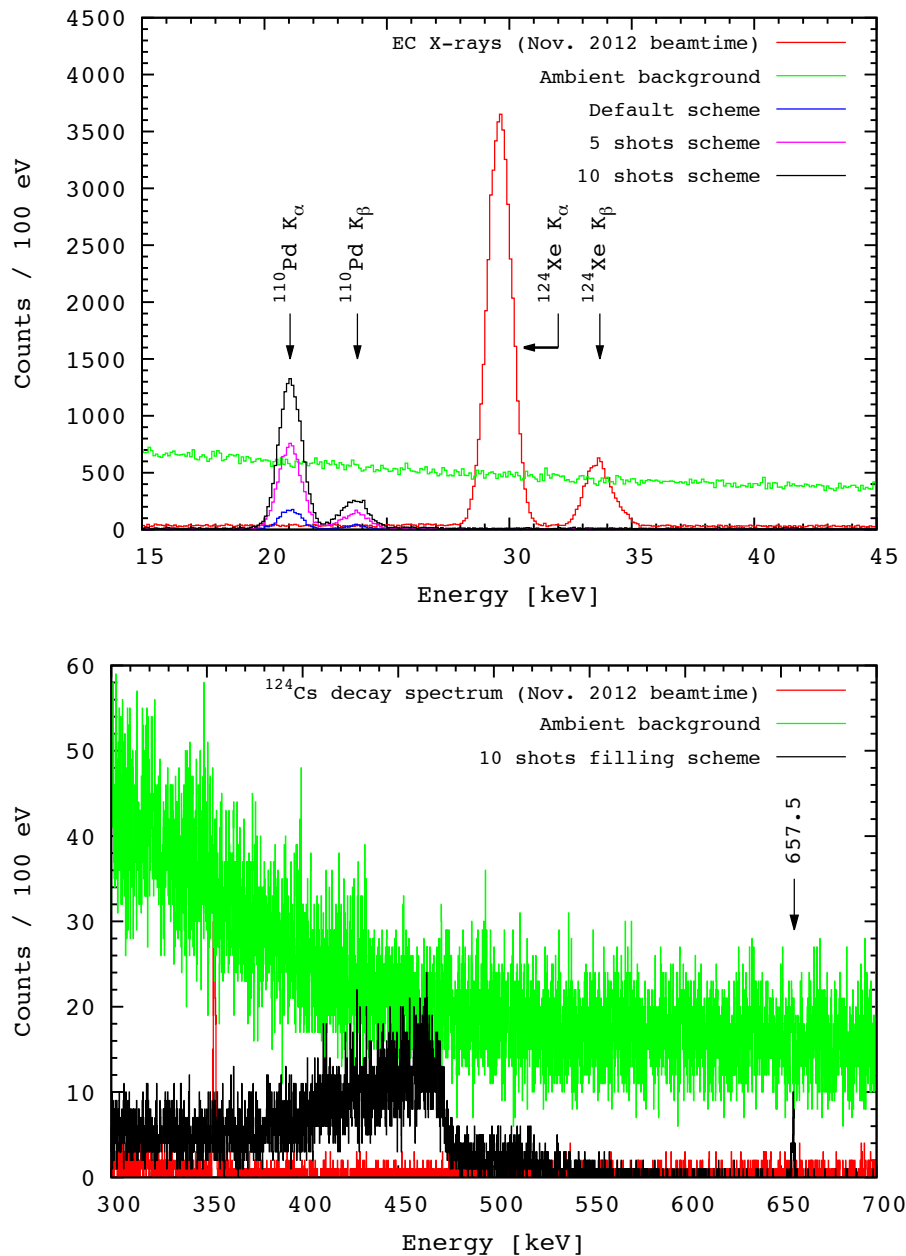 4500
4000
3500
3000
2500
2000
1500
1000
500
0
Counts / 100 eV
EC X-rays (Nov. 2012 beamtime)
Ambient background
Default scheme
5 shots scheme
10 shots scheme
¹¹⁰Pd Kα
¹¹⁰Pd Kβ
¹²⁴Xe Kα
¹²⁴Xe Kβ
15 20 25 30 35 40 45
Energy [keV]
60
50
40
30
20
10
0
Counts / 100 eV
¹²⁴Cs decay spectrum (Nov. 2012 beamtime)
Ambient background
10 shots filling scheme
657.5
300 350 400 450 500 550 600 650 700
Energy [keV]